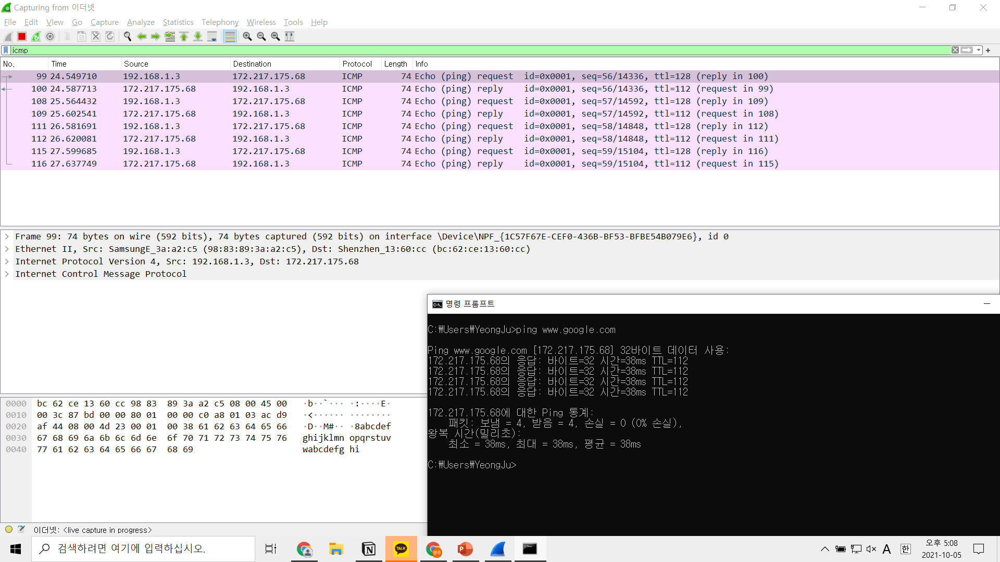 Capturing from 이더넷
File Edit View Go Capture Analyze Statistics Telephony Wireless Tools Help
icmp
No. Time Source Destination Protocol Length Info
99 24.549710 192.168.1.3 172.217.175.68 ICMP 74 Echo (ping) request id=0x0001, seq=56/14336, ttl=128 (reply in 100)
100 24.587713 172.217.175.68 192.168.1.3 ICMP 74 Echo (ping) reply id=0x0001, seq=56/14336, ttl=112 (request in 99)
108 25.564432 192.168.1.3 172.217.175.68 ICMP 74 Echo (ping) request id=0x0001, seq=57/14592, ttl=128 (reply in 109)
109 25.602541 172.217.175.68 192.168.1.3 ICMP 74 Echo (ping) reply id=0x0001, seq=57/14592, ttl=112 (request in 108)
111 26.581691 192.168.1.3 172.217.175.68 ICMP 74 Echo (ping) request id=0x0001, seq=58/14848, ttl=128 (reply in 112)
112 26.620081 172.217.175.68 192.168.1.3 ICMP 74 Echo (ping) reply id=0x0001, seq=58/14848, ttl=112 (request in 111)
115 27.599685 192.168.1.3 172.217.175.68 ICMP 74 Echo (ping) request id=0x0001, seq=59/15104, ttl=128 (reply in 116)
116 27.637749 172.217.175.68 192.168.1.3 ICMP 74 Echo (ping) reply id=0x0001, seq=59/15104, ttl=112 (request in 115)
Frame 99: 74 bytes on wire (592 bits), 74 bytes captured (592 bits) on interface \Device\NPF_{1C57F67E-CEF0-436B-BF53-BFBE54B079E6}, id 0
Ethernet II, Src: SamsungE_3a:a2:c5 (98:83:89:3a:a2:c5), Dst: Shenzhen_13:60:cc (bc:62:ce:13:60:cc)
Internet Protocol Version 4, Src: 192.168.1.3, Dst: 172.217.175.68
Internet Control Message Protocol
0000 bc 62 ce 13 60 cc 98 83 89 3a a2 c5 08 00 45 00 ·b··`··· ·:····E·
0010 00 3c 87 bd 00 00 80 01 00 00 c0 a8 01 03 ac d9 ·<······ ········
0020 af 44 08 00 4d 23 00 01 00 38 61 62 63 64 65 66 ·D··M#·· ·8abcdef
0030 67 68 69 6a 6b 6c 6d 6e 6f 70 71 72 73 74 75 76 ghijklmn opqrstuv
0040 77 61 62 63 64 65 66 67 68 69 wabcdefg hi
명령 프롬프트
C:₩Users₩YeongJu>ping www.google.com
Ping www.google.com [172.217.175.68] 32바이트 데이터 사용:
172.217.175.68의 응답: 바이트=32 시간=38ms TTL=112
172.217.175.68의 응답: 바이트=32 시간=38ms TTL=112
172.217.175.68의 응답: 바이트=32 시간=38ms TTL=112
172.217.175.68의 응답: 바이트=32 시간=38ms TTL=112
172.217.175.68에 대한 Ping 통계:
패킷: 보냄 = 4, 받음 = 4, 손실 = 0 (0% 손실),
왕복 시간(밀리초):
최소 = 38ms, 최대 = 38ms, 평균 = 38ms
C:₩Users₩YeongJu>
이더넷: <live capture in progress>
검색하려면 여기에 입력하십시오.
TALK
A 한
오후 5:08
2021-10-05